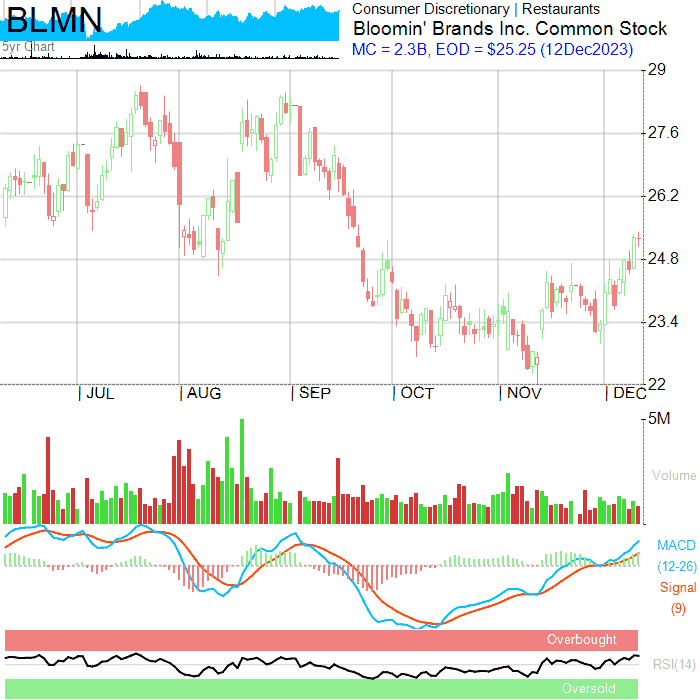 BLMN
5yr Chart
Consumer Discretionary | Restaurants
Bloomin' Brands Inc. Common Stock
MC = 2.3B, EOD = $25.25 (12Dec2023)
29
27.6
26.2
24.8
23.4
22
JUL AUG SEP OCT NOV DEC
5M
Volume
MACD
(12-26)
Signal
(9)
Overbought
RSI(14)
Oversold